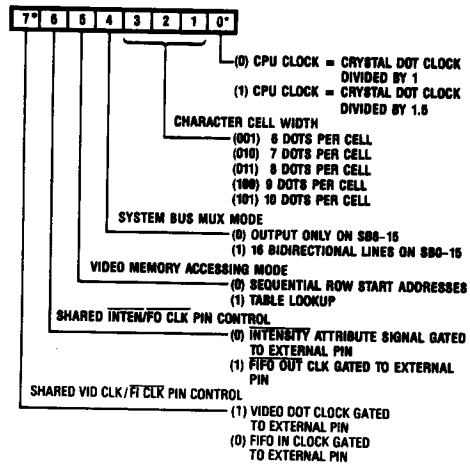 7* 6 5 4 3 2 1 0*
(0) CPU CLOCK = CRYSTAL DOT CLOCK
DIVIDED BY 1
(1) CPU CLOCK = CRYSTAL DOT CLOCK
DIVIDED BY 1.5
CHARACTER CELL WIDTH
(001) 6 DOTS PER CELL
(010) 7 DOTS PER CELL
(011) 8 DOTS PER CELL
(100) 9 DOTS PER CELL
(101) 10 DOTS PER CELL
SYSTEM BUS MUX MODE
(0) OUTPUT ONLY ON SB8-15
(1) 16 BIDIRECTIONAL LINES ON SB0-15
VIDEO MEMORY ACCESSING MODE
(0) SEQUENTIAL ROW START ADDRESSES
(1) TABLE LOOKUP
SHARED INTEN/FO CLK PIN CONTROL
(0) INTENSITY ATTRIBUTE SIGNAL GATED
TO EXTERNAL PIN
(1) FIFO OUT CLK GATED TO EXTERNAL
PIN
SHARED VID CLK/FI CLK PIN CONTROL
(1) VIDEO DOT CLOCK GATED
TO EXTERNAL PIN
(0) FIFO IN CLOCK GATED
TO EXTERNAL PIN